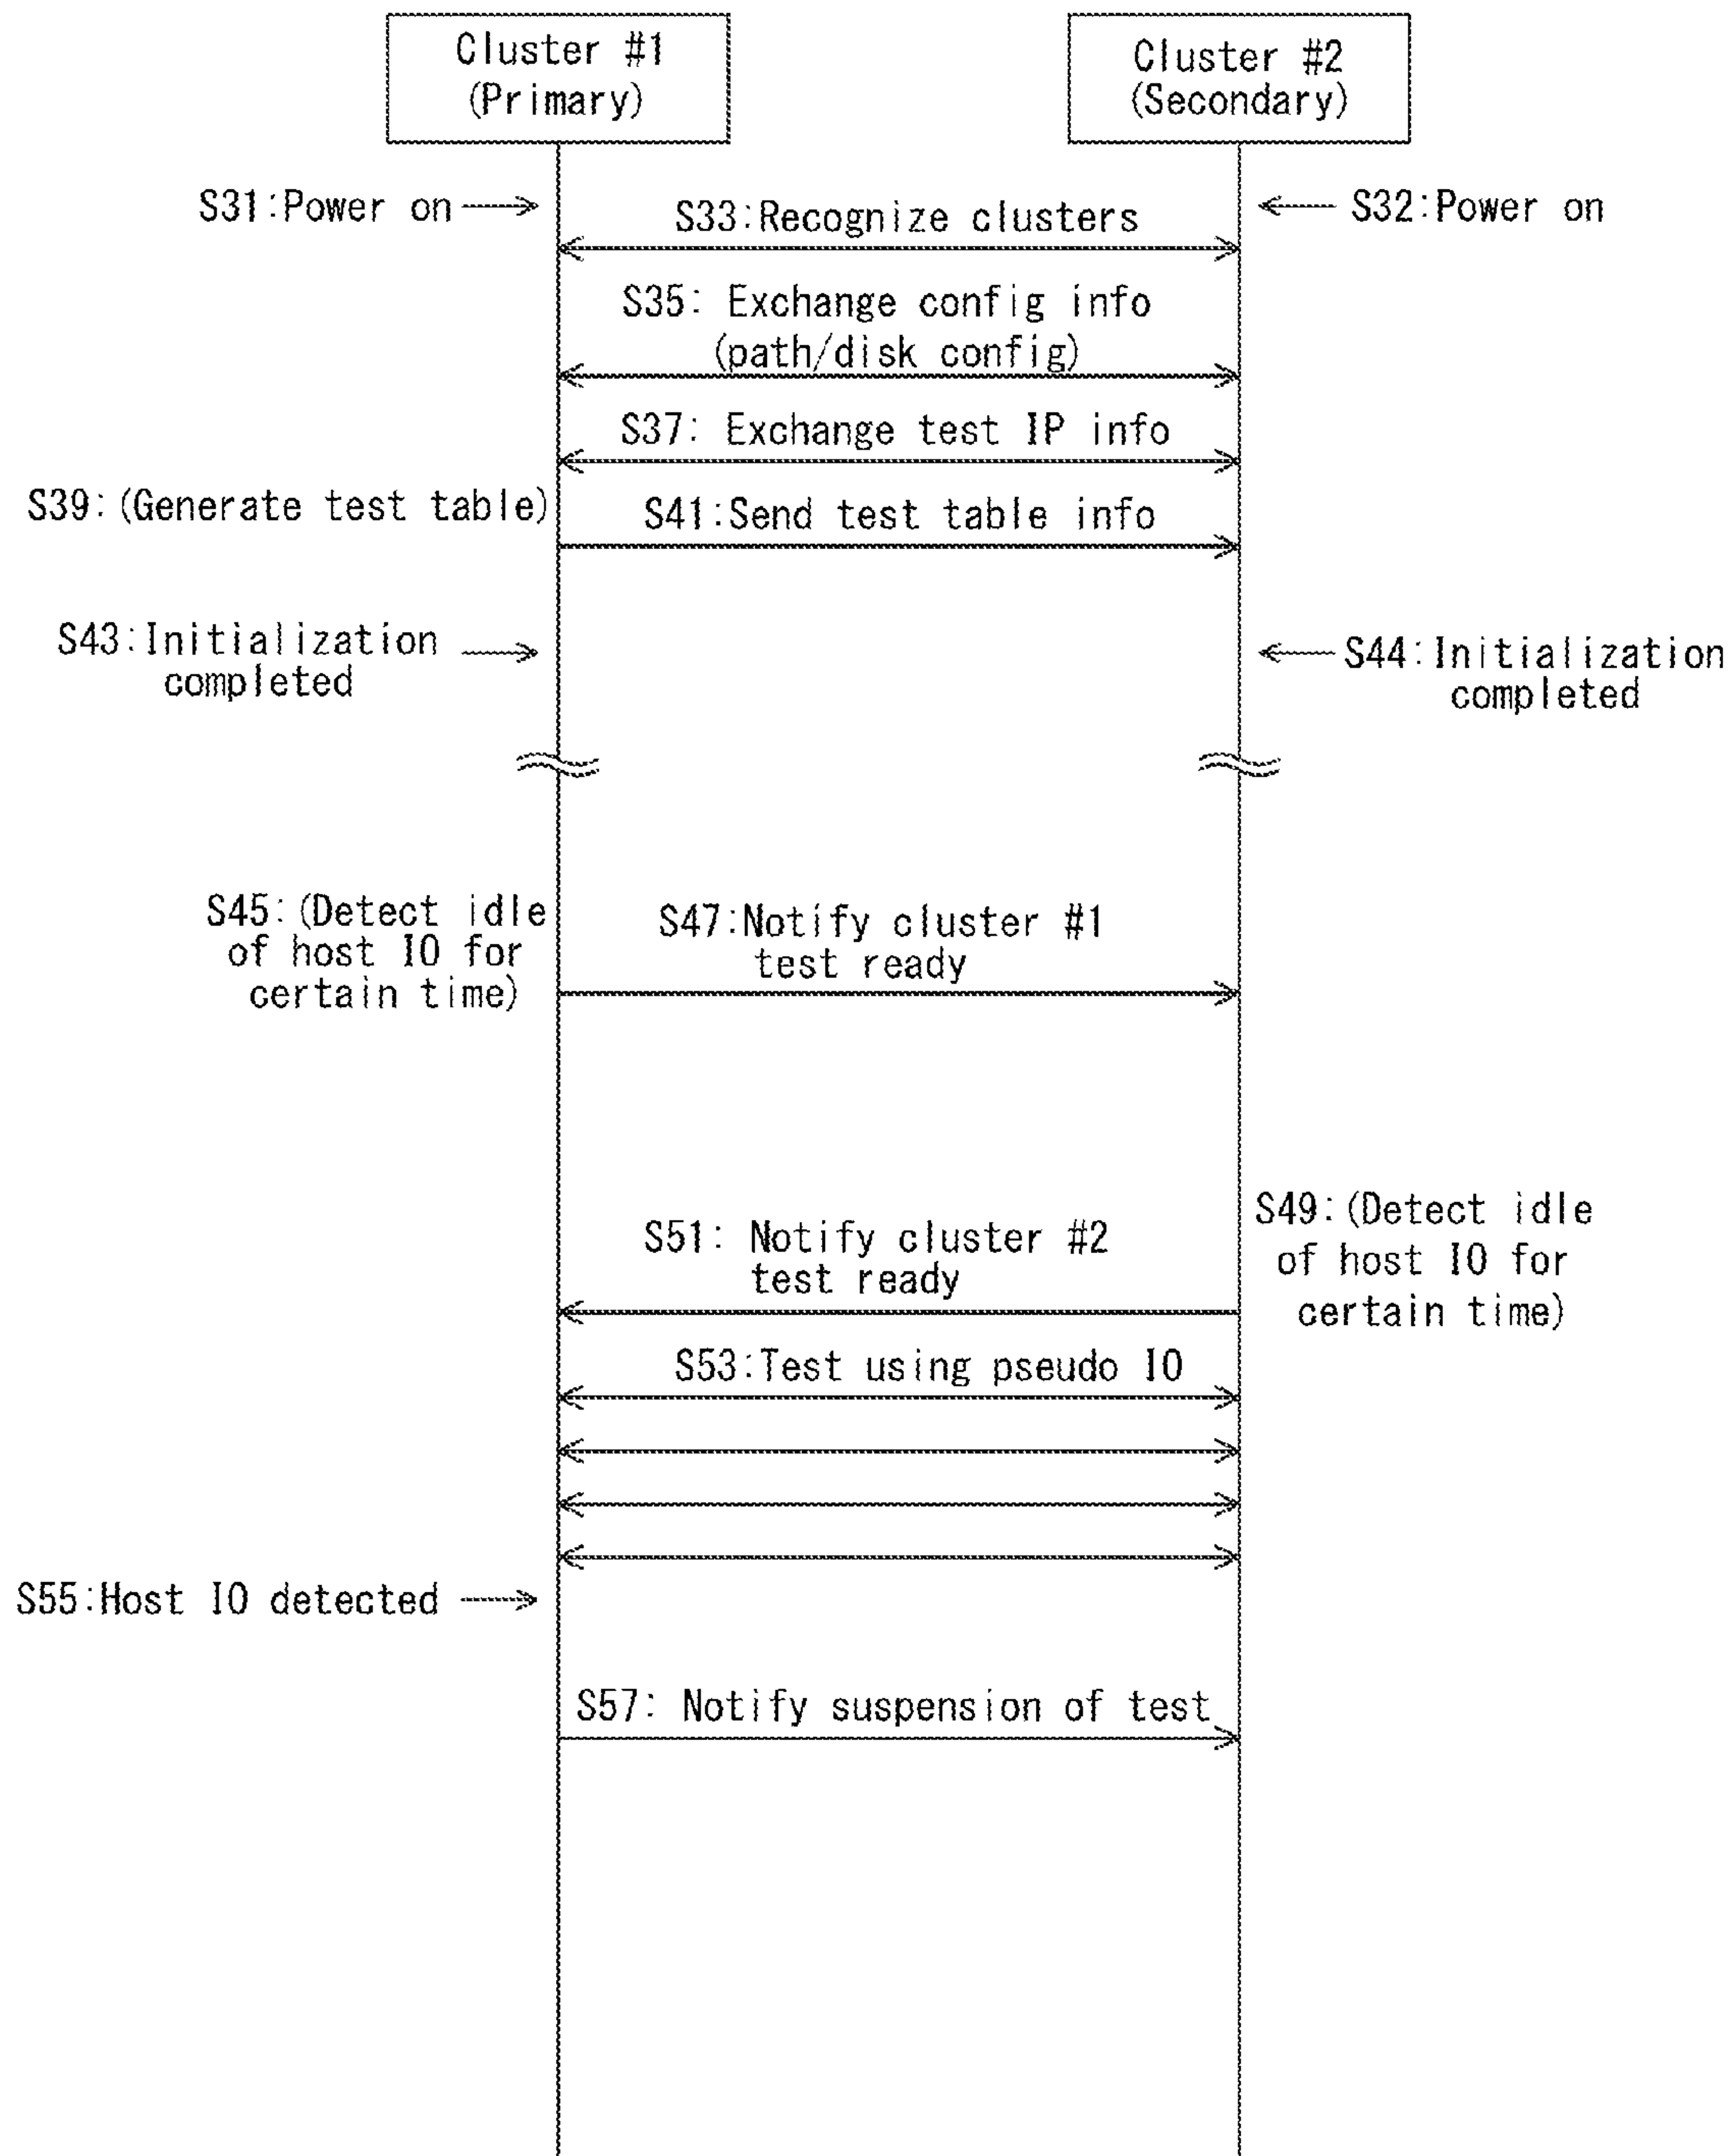 Cluster #1
(Primary)
Cluster #2
(Secondary)
S31:Power on
S32:Power on
S33:Recognize clusters
S35: Exchange config info
(path/disk config)
S37: Exchange test IP info
S39:(Generate test table)
S41:Send test table info
S43:Initialization
completed
S44:Initialization
completed
S45:(Detect idle
of host IO for
certain time)
S47:Notify cluster #1
test ready
S49:(Detect idle
of host IO for
certain time)
S51: Notify cluster #2
test ready
S53:Test using pseudo IO
S55:Host IO detected
S57: Notify suspension of test